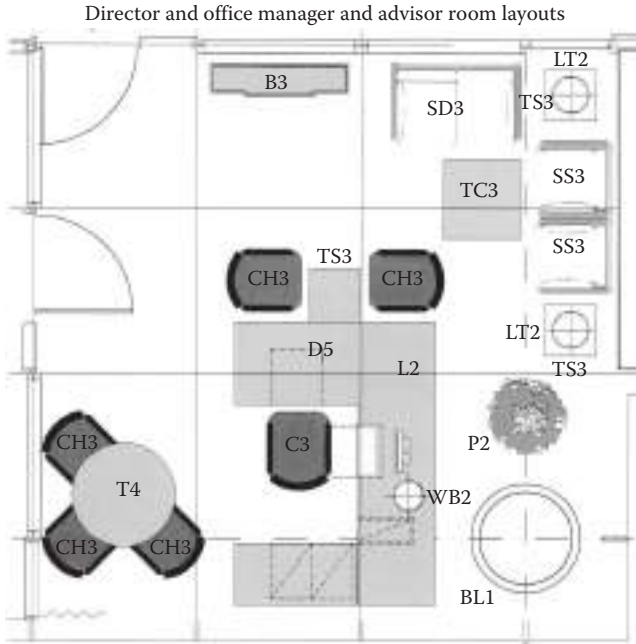 Director and office manager and advisor room layouts
LT2
B3
SD3
TS3
SS3
TC3
SS3
TS3
CH3
CH3
LT2
D5
L2
TS3
CH3
C3
P2
T4
WB2
CH3
CH3
BL1